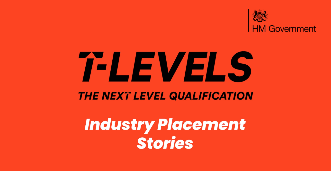 HM Government
T-LEVELS
THE NEXT LEVEL QUALIFICATION
Industry Placement
Stories